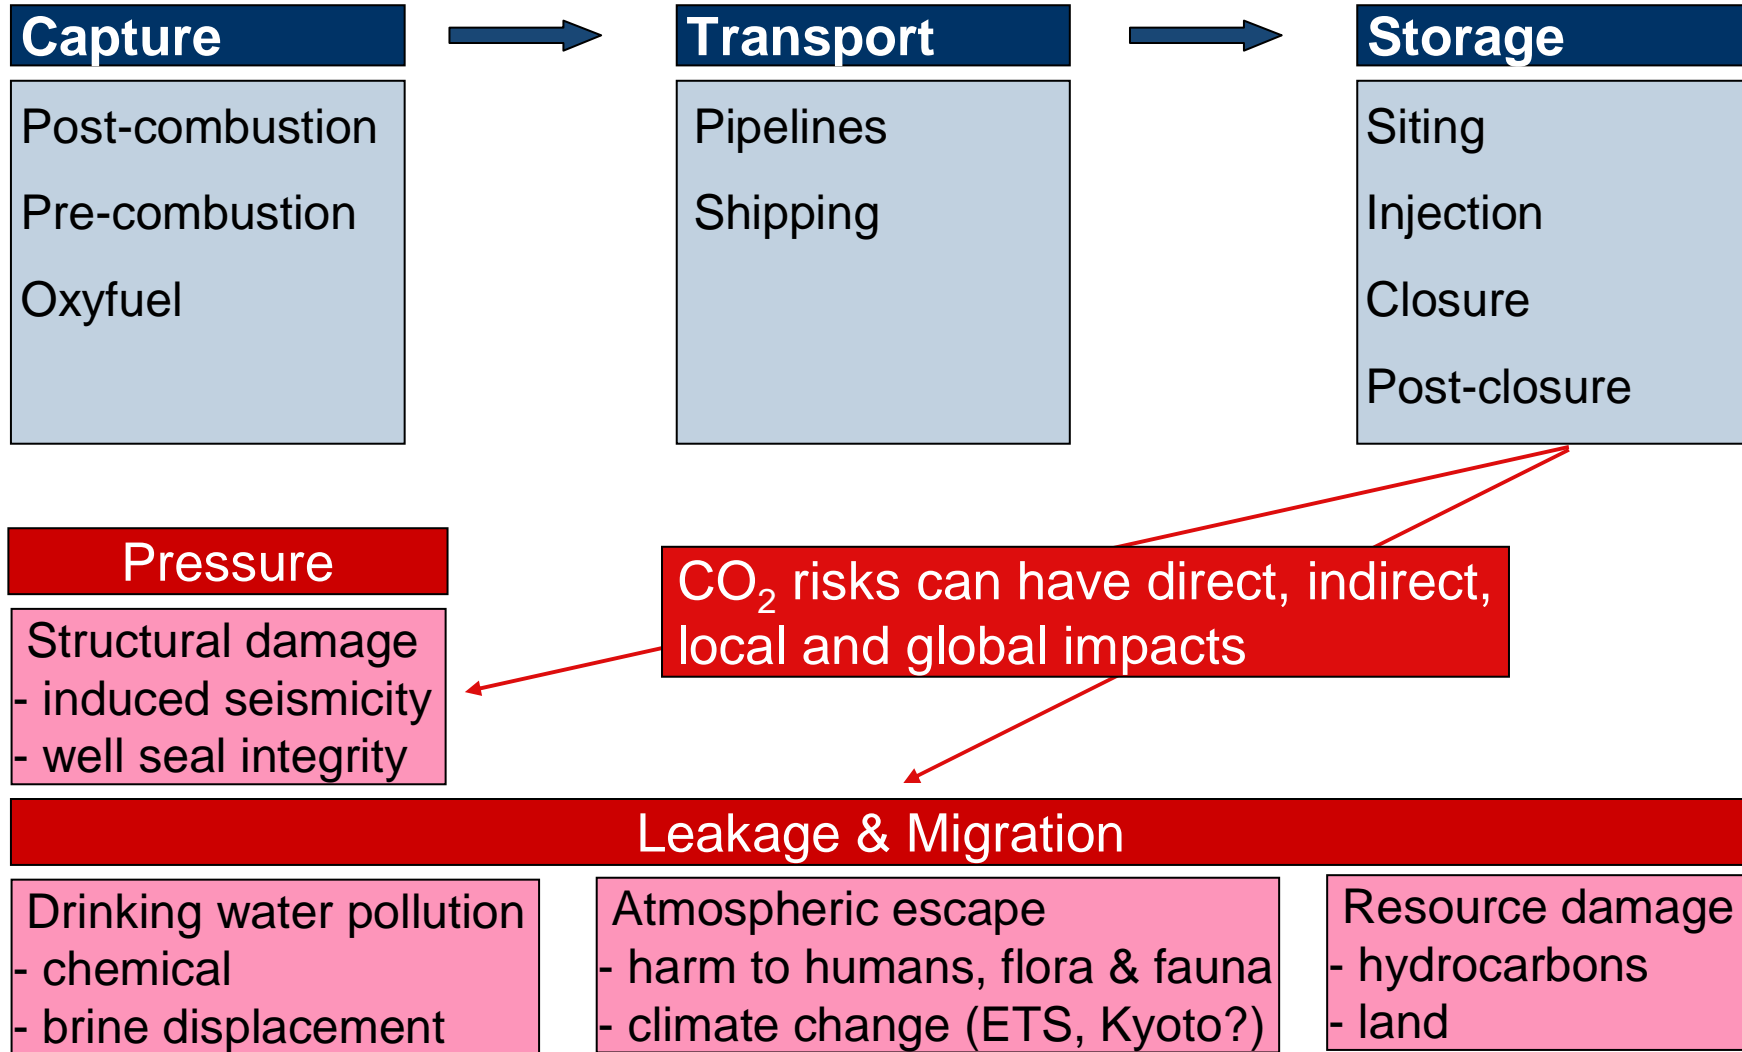 Capture
Transport
Storage
Post-combustion
Pre-combustion
Oxyfuel
Pipelines
Shipping
Siting
Injection
Closure
Post-closure
Pressure
Structural damage
- induced seismicity
- well seal integrity
CO₂ risks can have direct, indirect,
local and global impacts
Leakage & Migration
Drinking water pollution
- chemical
- brine displacement
Atmospheric escape
- harm to humans, flora & fauna
- climate change (ETS, Kyoto?)
Resource damage
- hydrocarbons
- land